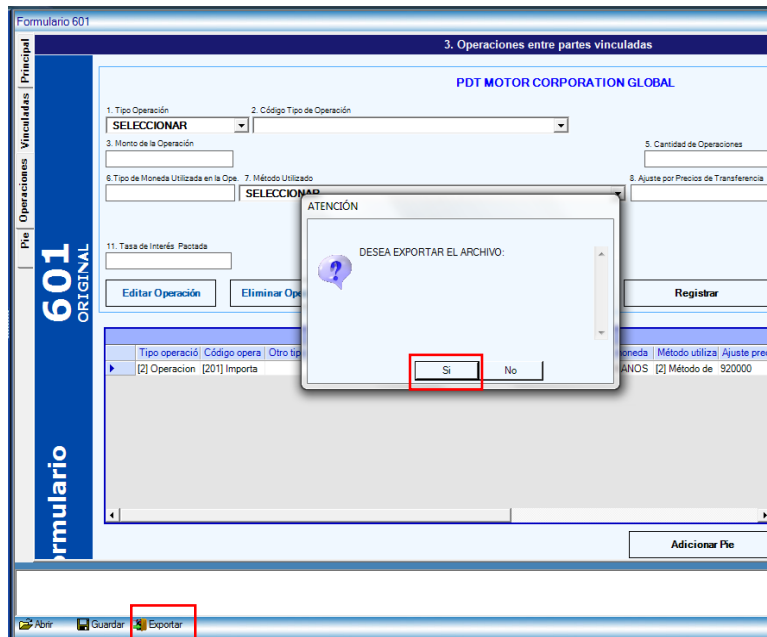 Formulario 601
Principal
Vinculadas
Operaciones
Pie
3. Operaciones entre partes vinculadas
PDT MOTOR CORPORATION GLOBAL
1. Tipo Operación
2. Código Tipo de Operación
SELECCIONAR
3. Monto de la Operación
5. Cantidad de Operaciones
6.Tipo de Moneda Utilizada en la Ope.
7. Método Utilizado
8. Ajuste por Precios de Transferencia
SELECCIONAR
11. Tasa de Interés Pactada
Editar Operación
Eliminar Ope
Registrar
601
ORIGINAL
ATENCIÓN
DESEA EXPORTAR EL ARCHIVO:
Si
No
Tipo operació Código opera Otro tip oneda Método utiliza Ajuste prec
[2] Operacion [201] Importa ANOS [2] Método de 920000
rmulario
Adicionar Pie
Abrir Guardar Exportar